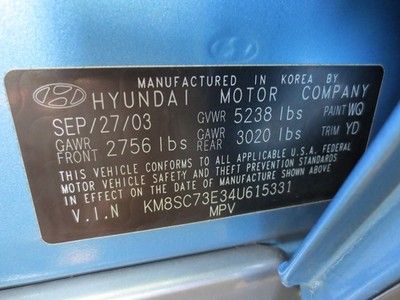 MANUFACTURED IN KOREA BY
HYUNDAI MOTOR COMPANY
SEP/27/03 GVWR 5238 lbs PAINT WQ
GAWR FRONT 2756 lbs GAWR REAR 3020 lbs TRIM YD
THIS VEHICLE CONFORMS TO ALL APPLICABLE U.S.A. FEDERAL
MOTOR VEHICLE SAFETY AND THEFT PREVENTION STANDARDS
IN EFFECT ON THE DATE OF MANUFACTURE SHOWN ABOVE.
V.I.N KM8SC73E34U615331
MPV